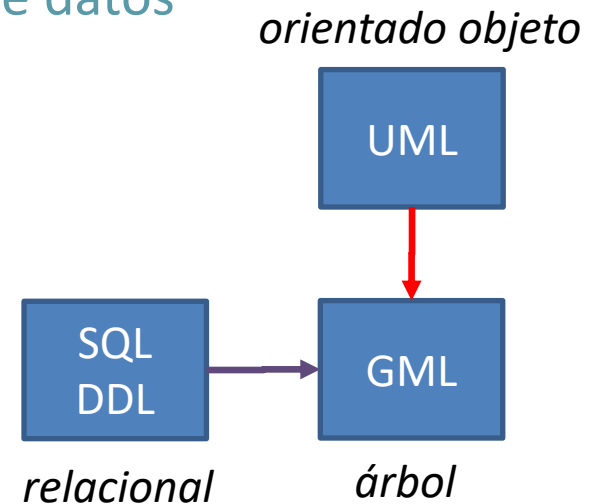 e datos
orientado objeto
UML
SQL
DDL
GML
relacional
árbol